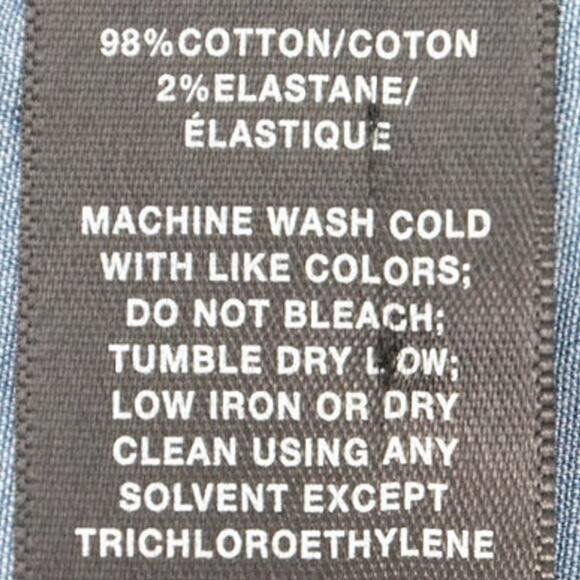 98%COTTON/COTON
2%ELASTANE/
ÉLASTIQUE
MACHINE WASH COLD
WITH LIKE COLORS;
DO NOT BLEACH;
TUMBLE DRY LOW;
LOW IRON OR DRY
CLEAN USING ANY
SOLVENT EXCEPT
TRICHLOROETHYLENE